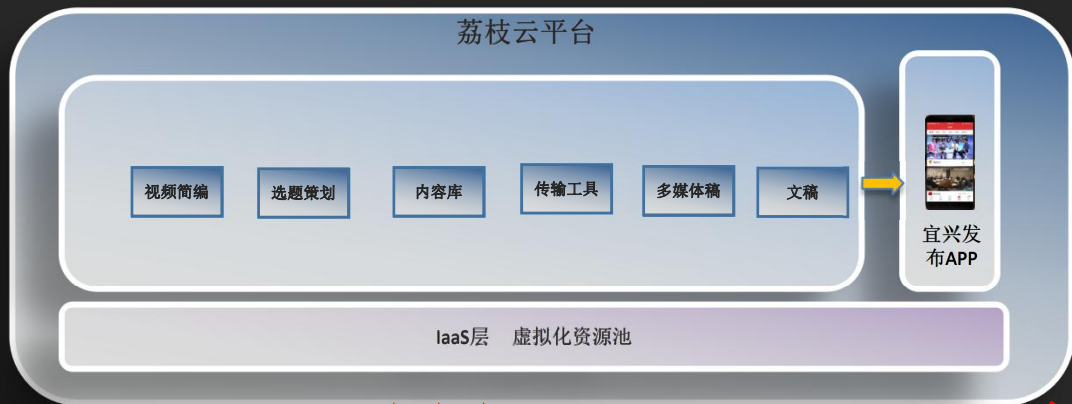 荔枝云平台
视频简编
选题策划
内容库
传输工具
多媒体稿
文稿
宜兴发
布APP
IaaS层 虚拟化资源池